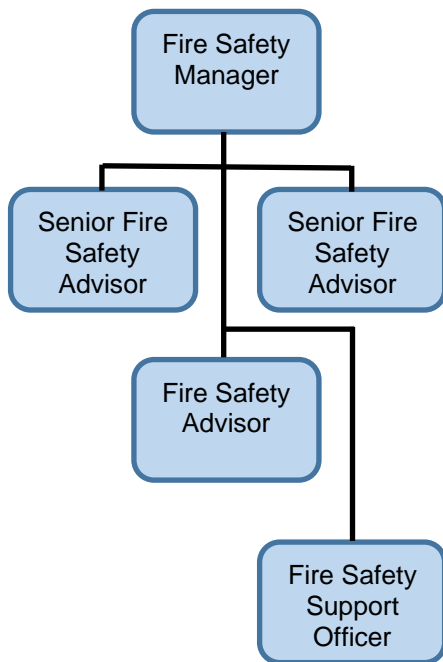 Fire Safety
Manager
Senior Fire
Safety
Advisor
Senior Fire
Safety
Advisor
Fire Safety
Advisor
Fire Safety
Support
Officer